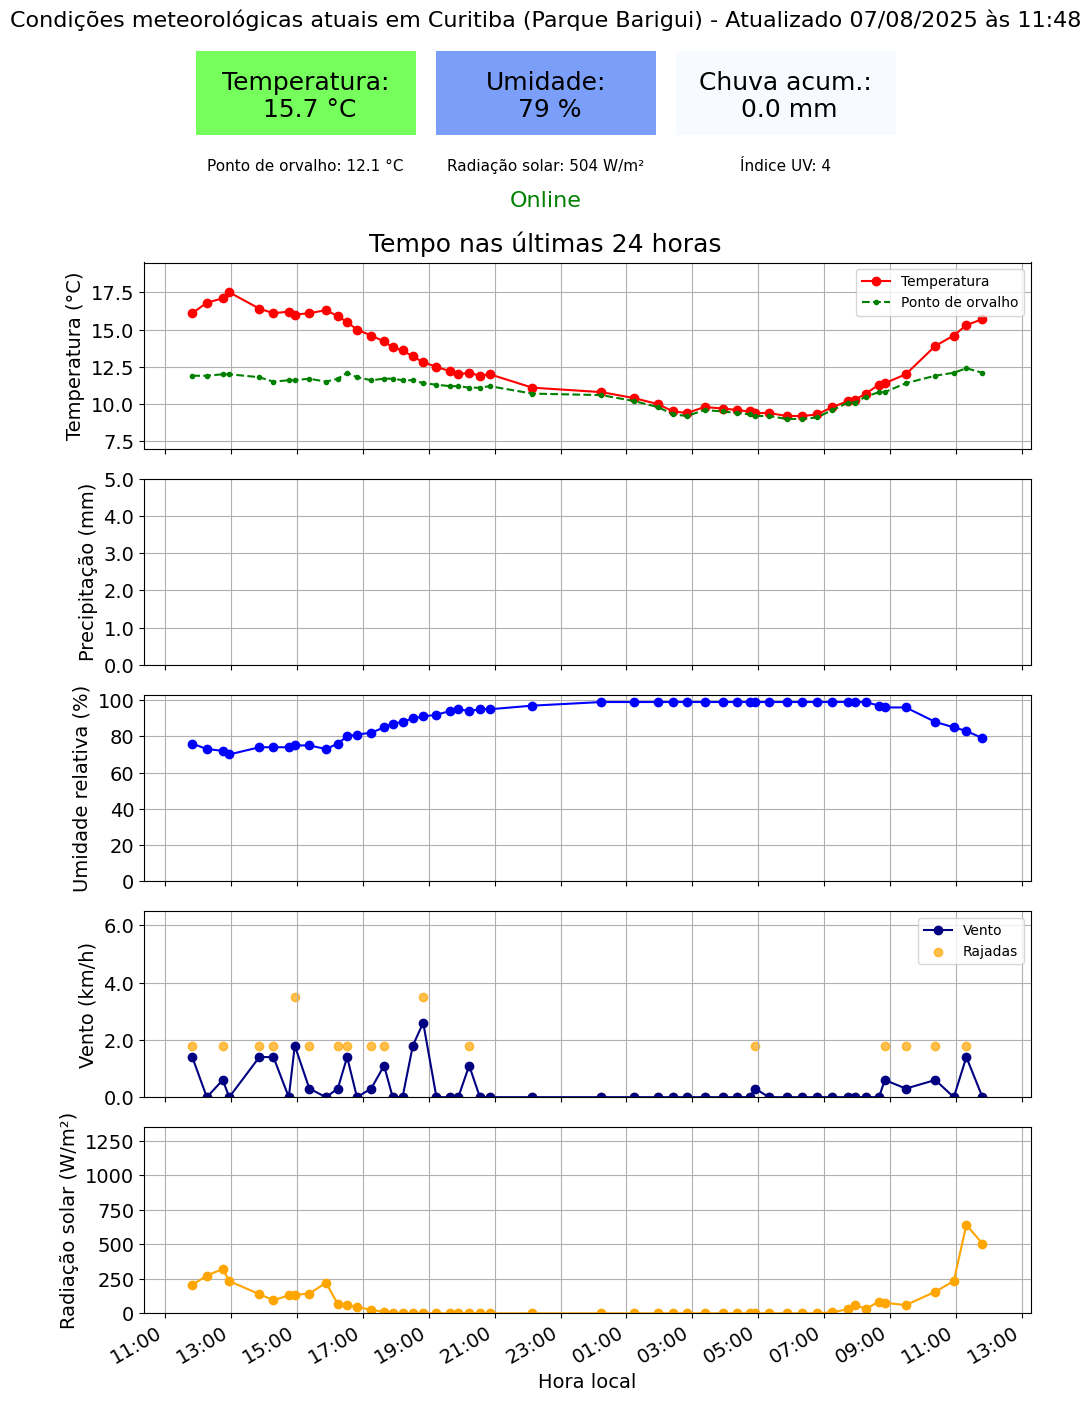 Condições meteorológicas atuais em Curitiba (Parque Barigui) - Atualizado 07/08/2025 às 11:48
Temperatura:
15.7 °C
Umidade:
79 %
Chuva acum.:
0.0 mm
Ponto de orvalho: 12.1 °C
Radiação solar: 504 W/m²
Índice UV: 4
Online
Tempo nas últimas 24 horas
Temperatura (°C)
17.5
15.0
12.5
10.0
7.5
Temperatura
Ponto de orvalho
Precipitação (mm)
5.0
4.0
3.0
2.0
1.0
0.0
Umidade relativa (%)
100
80
60
40
20
0
Vento (km/h)
6.0
4.0
2.0
0.0
Vento
Rajadas
Radiação solar (W/m²)
1250
1000
750
500
250
0
11:00
13:00
15:00
17:00
19:00
21:00
23:00
01:00
03:00
05:00
07:00
09:00
11:00
13:00
Hora local